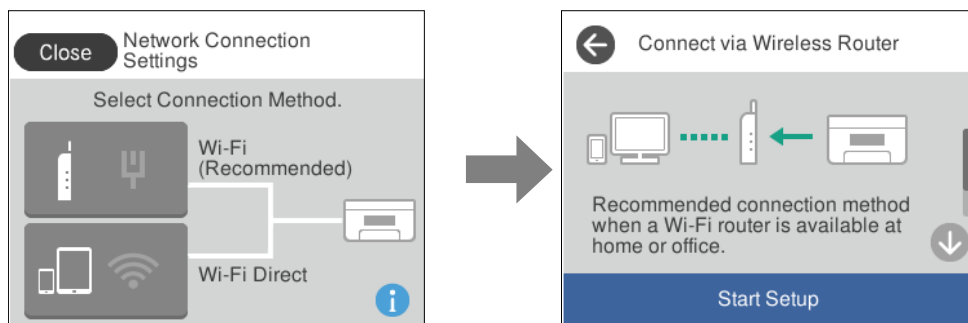 Close
Network Connection
Settings
Select Connection Method.
Wi-Fi
(Recommended)
Wi-Fi Direct
i
Connect via Wireless Router
Recommended connection method
when a Wi-Fi router is available at
home or office.
Start Setup